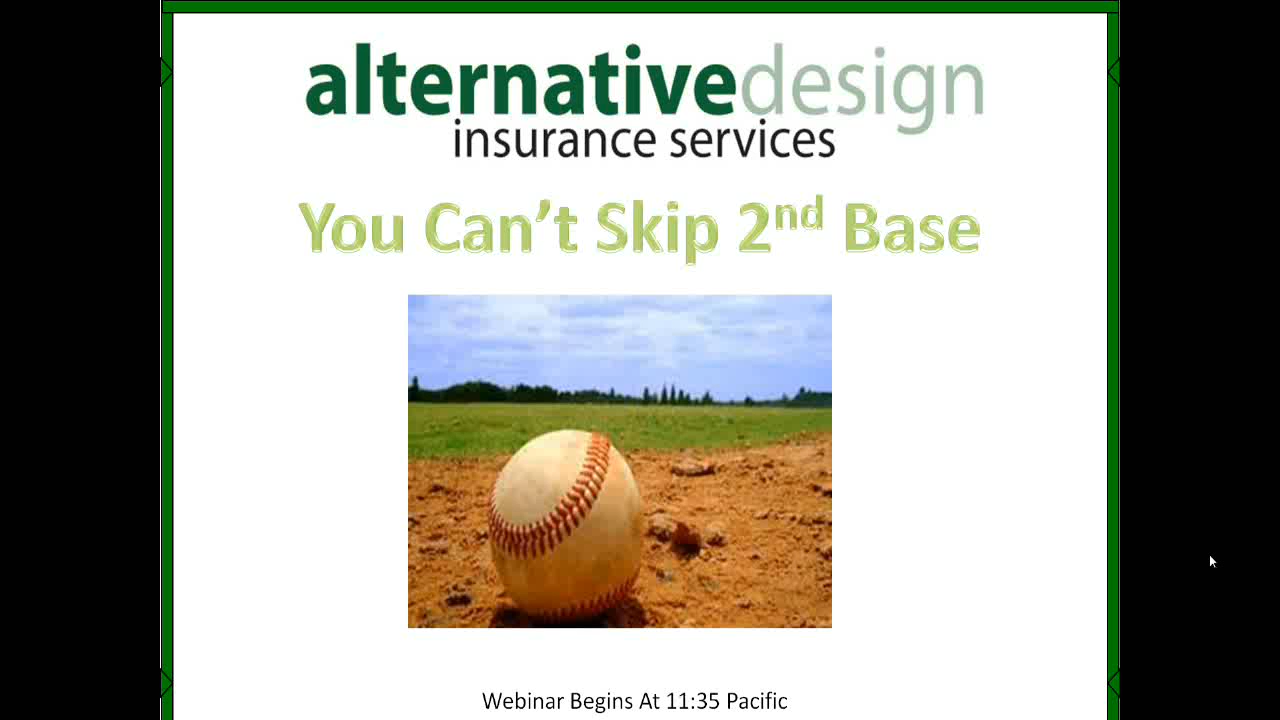 alternativedesign
insurance services
You Can’t Skip 2nd Base
Webinar Begins At 11:35 Pacific